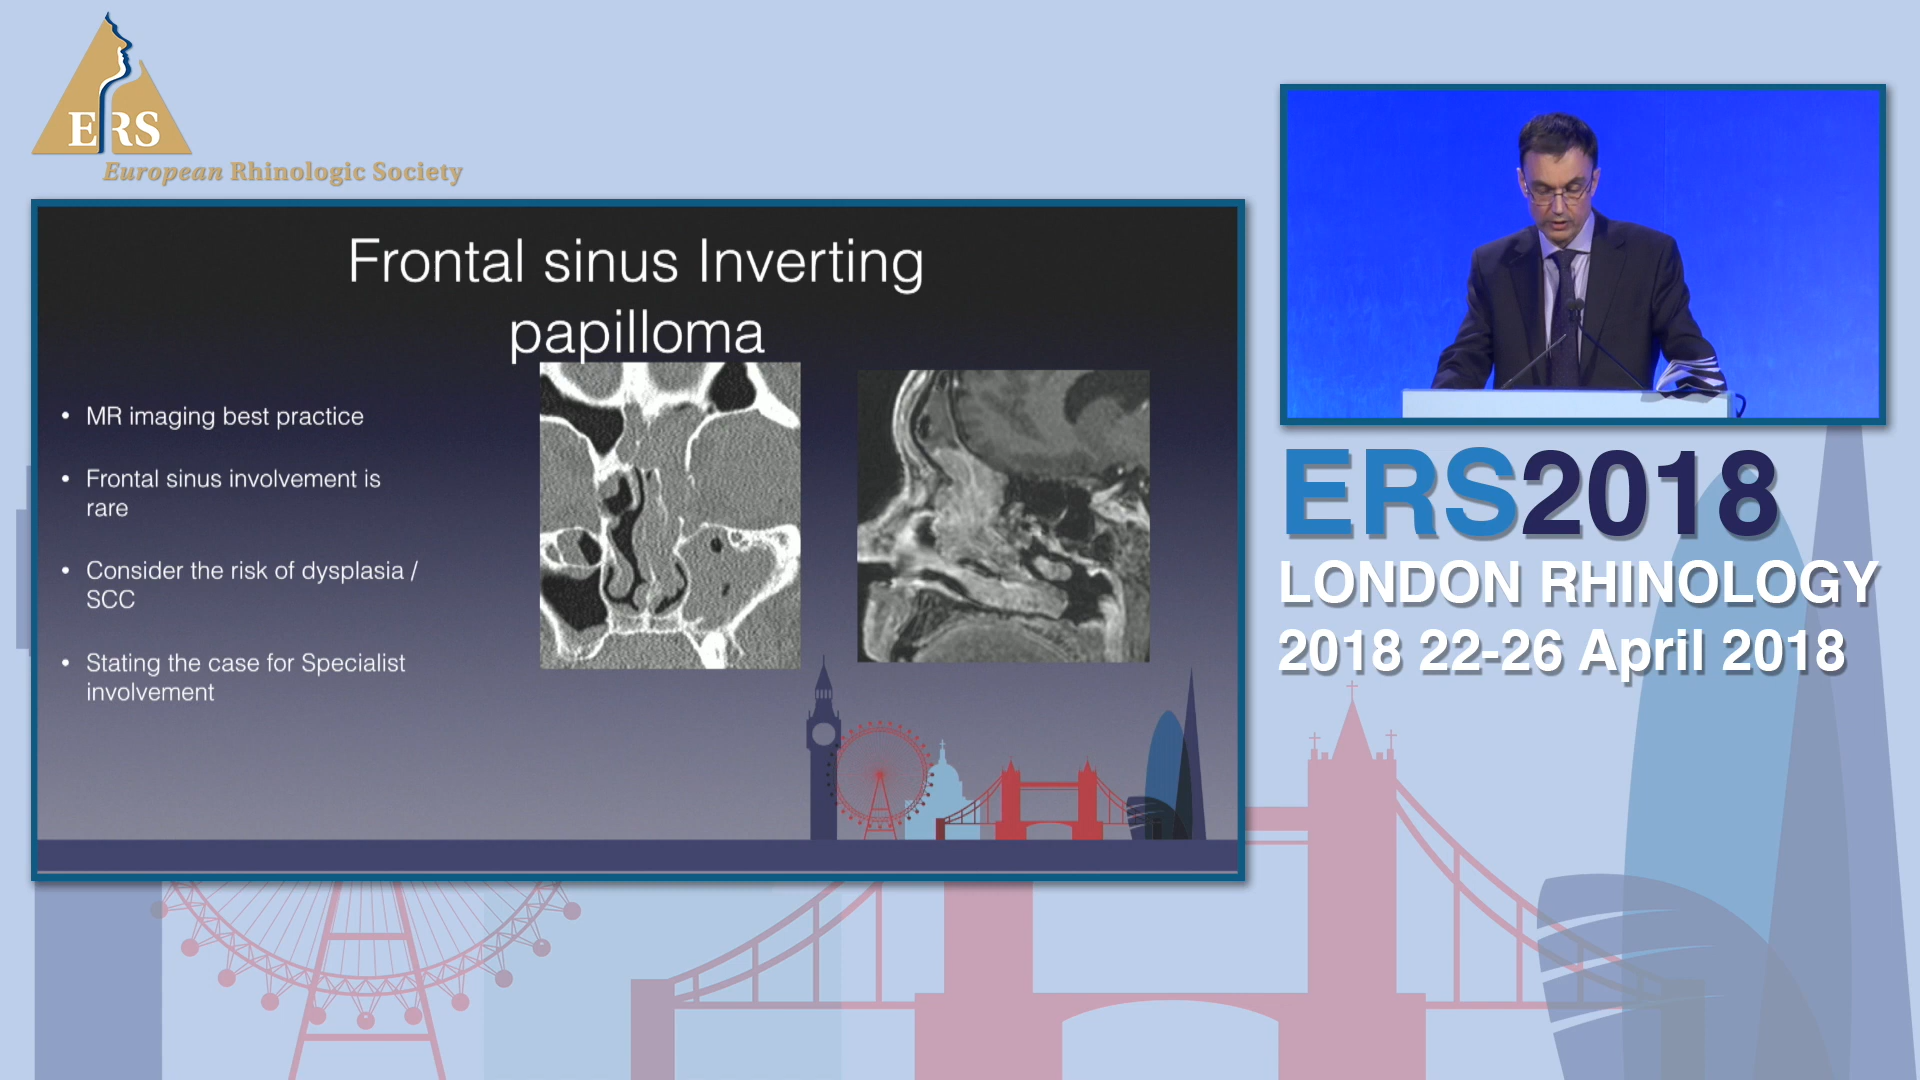 ERS
European Rhinologic Society
Frontal sinus Inverting
papilloma
• MR imaging best practice
• Frontal sinus involvement is
rare
• Consider the risk of dysplasia /
SCC
• Stating the case for Specialist
involvement
ERS2018
LONDON RHINOLOGY
2018 22-26 April 2018